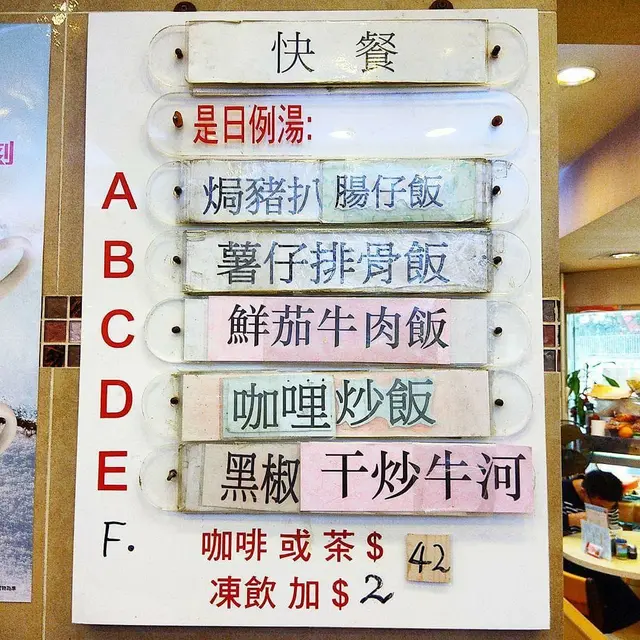 快餐
是日例湯:
A 焗豬扒 腸仔飯
B 薯仔排骨飯
C 鮮茄牛肉飯
D 咖哩炒飯
E 黑椒干炒牛河
F. 咖啡 或 茶 $ 42
凍飲 加 $ 2
刻